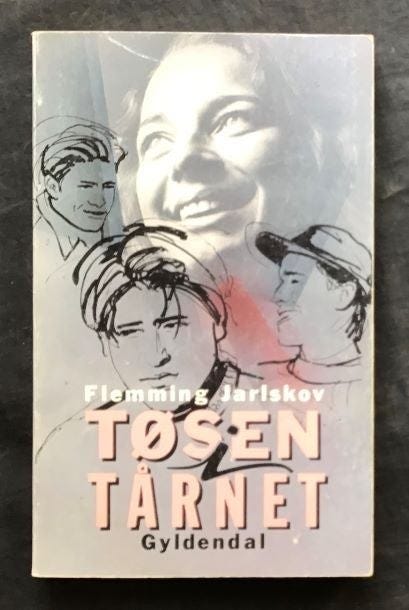 Flemming Jarlskov
TØSEN
i
TÅRNET
Gyldendal